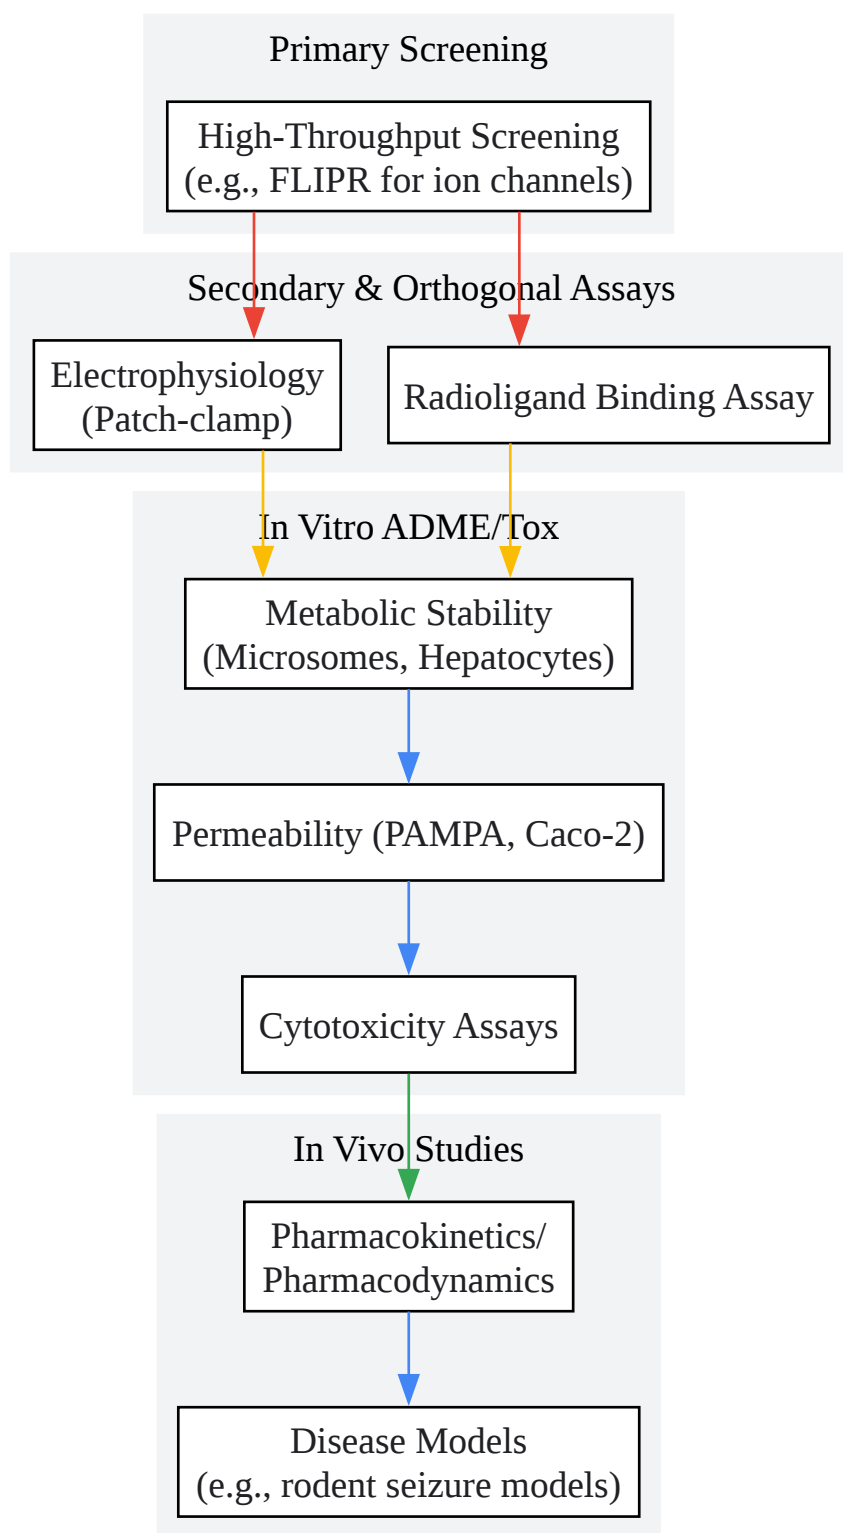 Primary Screening
High-Throughput Screening
(e.g., FLIPR for ion channels)
Secondary & Orthogonal Assays
Electrophysiology
(Patch-clamp)
Radioligand Binding Assay
In Vitro ADME/Tox
Metabolic Stability
(Microsomes, Hepatocytes)
Permeability (PAMPA, Caco-2)
Cytotoxicity Assays
In Vivo Studies
Pharmacokinetics/
Pharmacodynamics
Disease Models
(e.g., rodent seizure models)